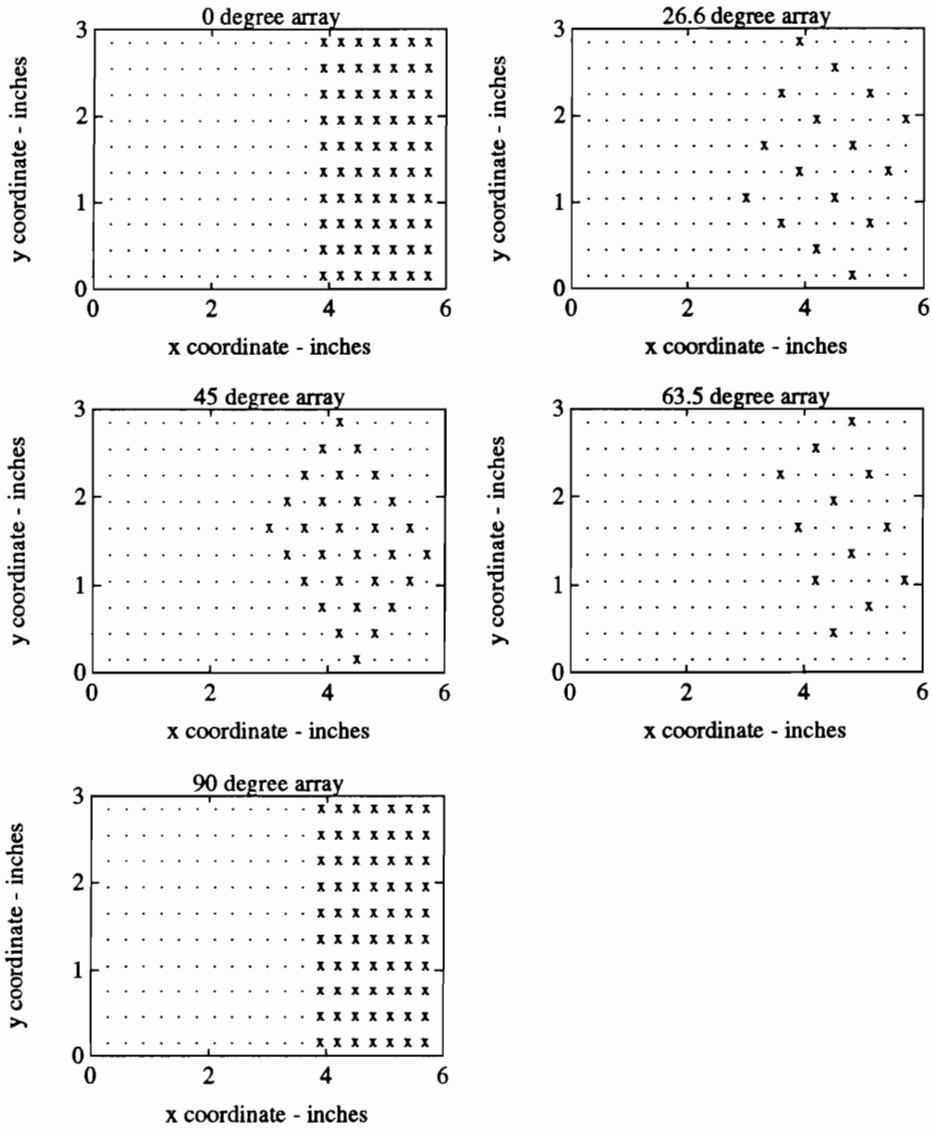 0 degree array
3
2
1
0
0 2 4 6
y coordinate - inches
x coordinate - inches
26.6 degree array
3
2
1
0
0 2 4 6
y coordinate - inches
x coordinate - inches
45 degree array
3
2
1
0
0 2 4 6
y coordinate - inches
x coordinate - inches
63.5 degree array
3
2
1
0
0 2 4 6
y coordinate - inches
x coordinate - inches
90 degree array
3
2
1
0
0 2 4 6
y coordinate - inches
x coordinate - inches